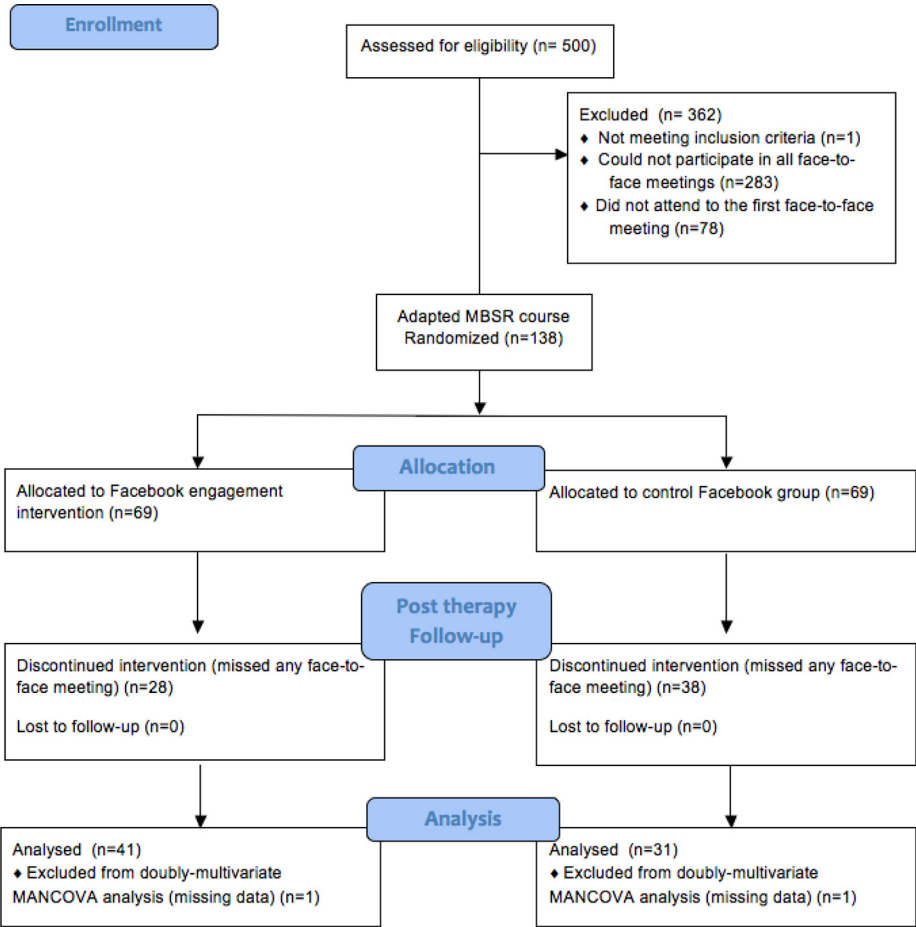 Enrollment
Assessed for eligibility (n= 500)
Excluded (n= 362)
♦ Not meeting inclusion criteria (n=1)
♦ Could not participate in all face-to-
face meetings (n=283)
♦ Did not attend to the first face-to-face
meeting (n=78)
Adapted MBSR course
Randomized (n=138)
Allocation
Allocated to Facebook engagement
intervention (n=69)
Allocated to control Facebook group (n=69)
Post therapy
Follow-up
Discontinued intervention (missed any face-to-
face meeting) (n=28)
Lost to follow-up (n=0)
Discontinued intervention (missed any face-to-
face meeting) (n=38)
Lost to follow-up (n=0)
Analysis
Analysed (n=41)
♦ Excluded from doubly-multivariate
MANCOVA analysis (missing data) (n=1)
Analysed (n=31)
♦ Excluded from doubly-multivariate
MANCOVA analysis (missing data) (n=1)